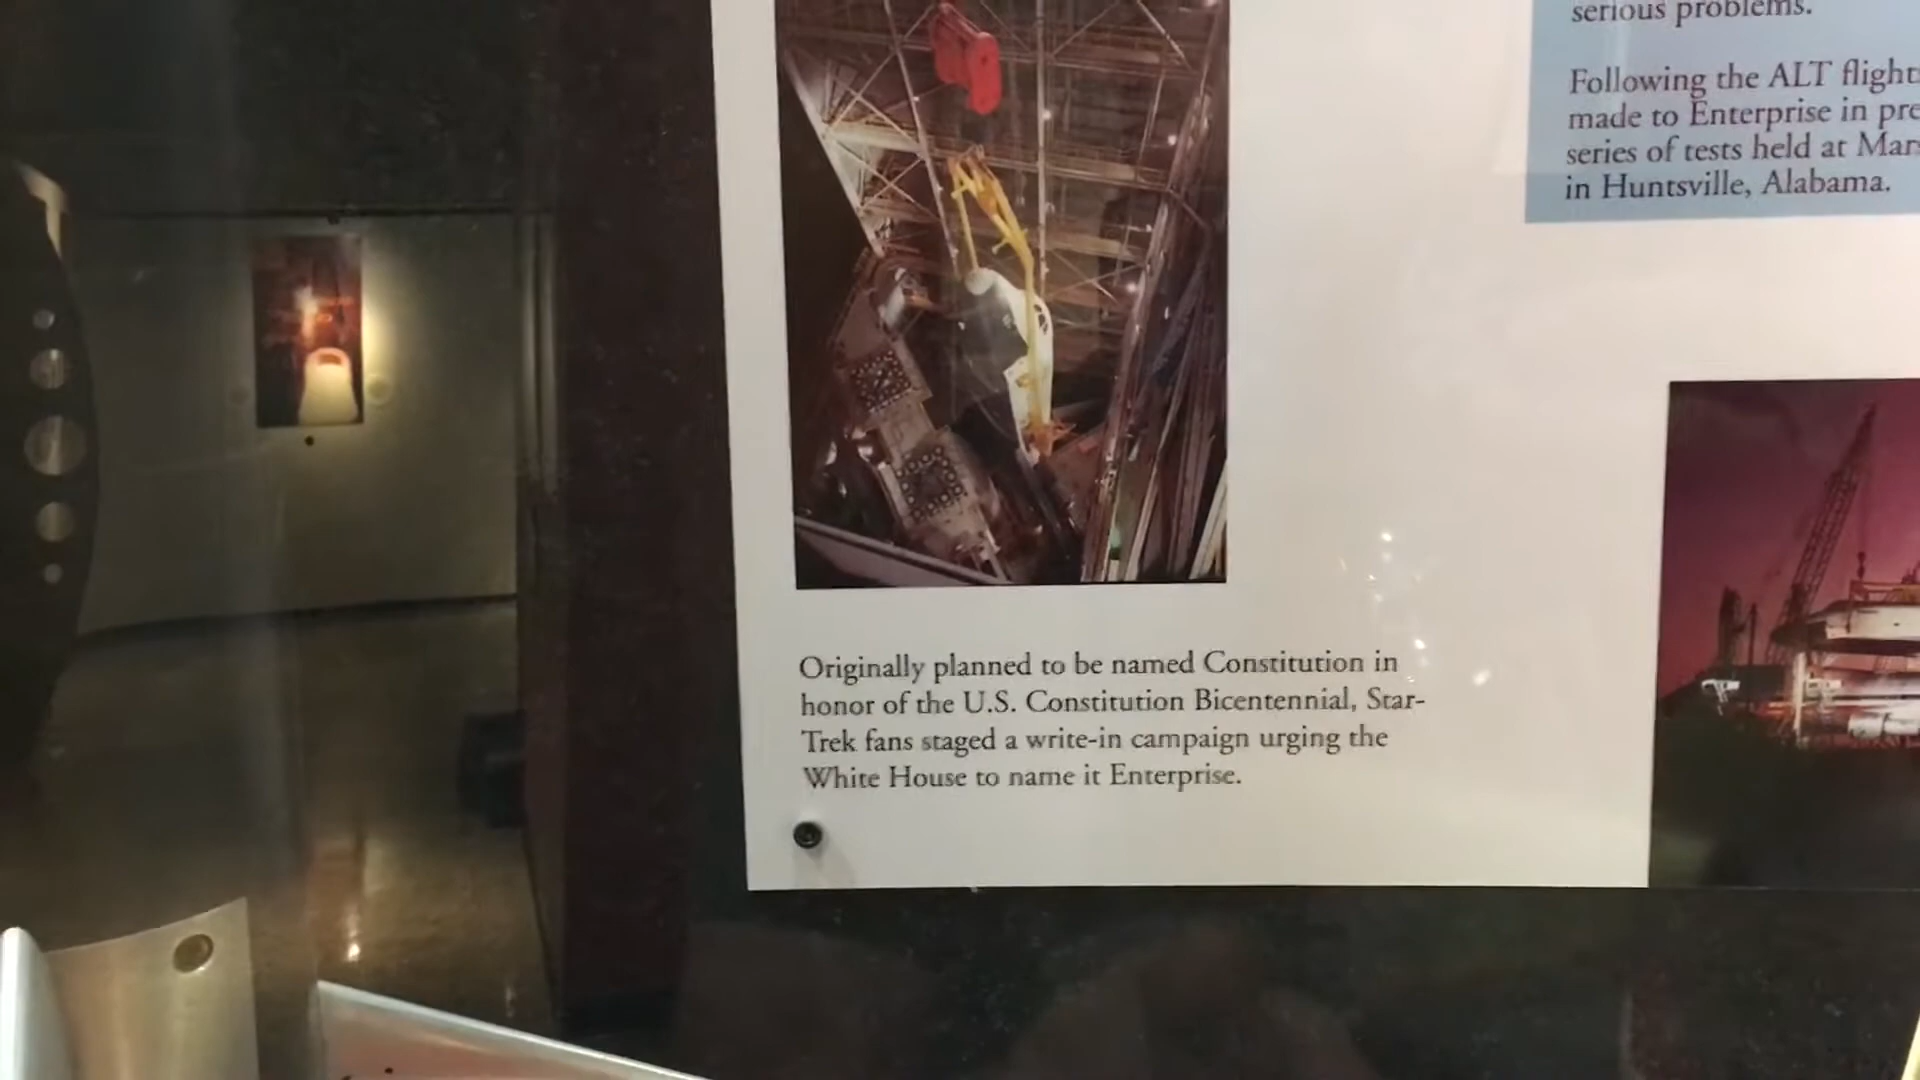 Originally planned to be named Constitution in
honor of the U.S. Constitution Bicentennial, Star-
Trek fans staged a write-in campaign urging the
White House to name it Enterprise.
serious problems.
Following the ALT flight
made to Enterprise in
series of tests held at
in Huntsville, Alabama.